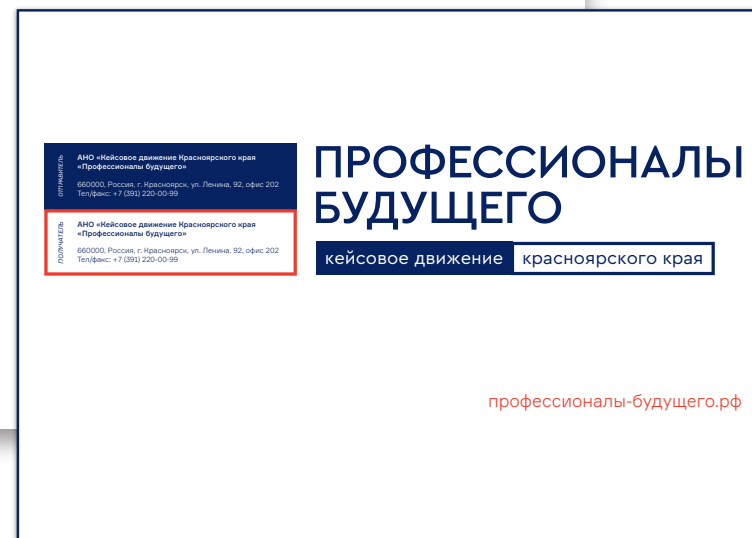 ОТПРАВИТЕЛЬ
АНО «Кейсовое движение Красноярского края
«Профессионалы будущего»
660000, Россия, г. Красноярск, ул. Ленина, 92, офис 202
Тел/факс: +7 (391) 220-00-99
ПОЛУЧАТЕЛЬ
АНО «Кейсовое движение Красноярского края
«Профессионалы будущего»
660000, Россия, г. Красноярск, ул. Ленина, 92, офис 202
Тел/факс: +7 (391) 220-00-99
ПРОФЕССИОНАЛЫ
БУДУЩЕГО
кейсовое движение красноярского края
профессионалы-будущего.рф